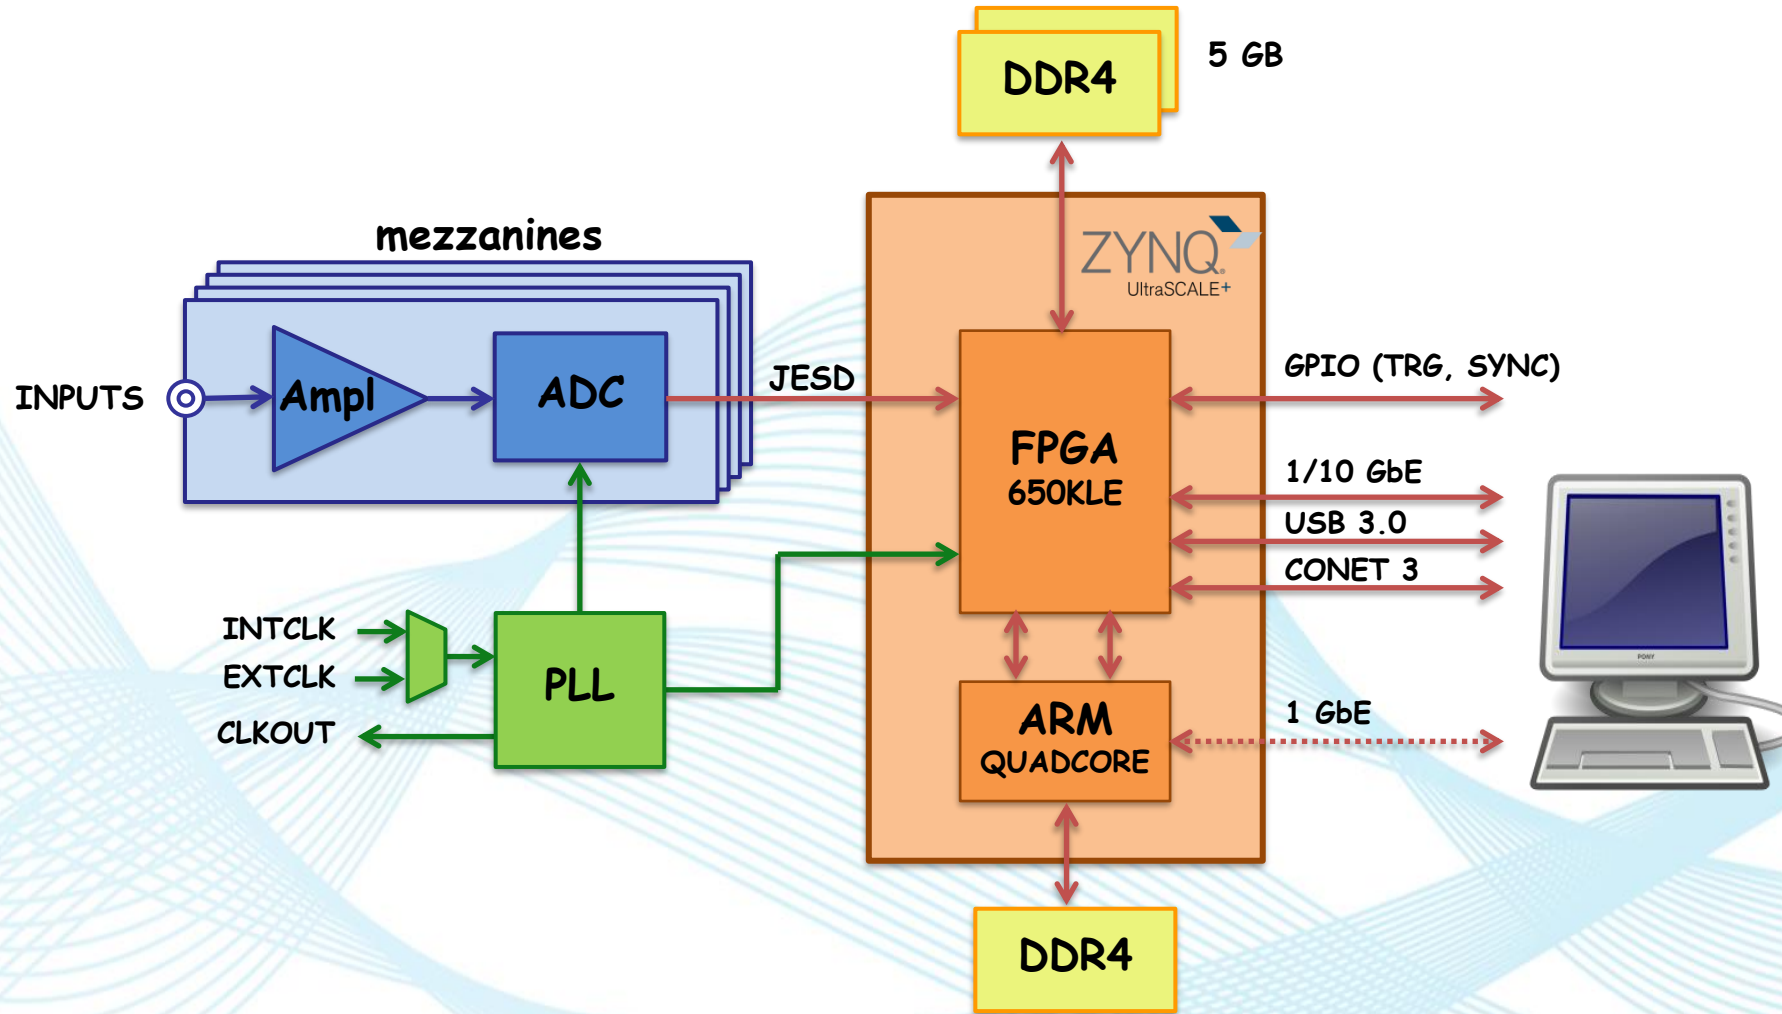 DDR4
5 GB
mezzanines
ZYNQ®
UltraSCALE+
INPUTS
Ampl
ADC
JESD
GPIO (TRG, SYNC)
FPGA
650KLE
1/10 GbE
USB 3.0
CONET 3
INTCLK
EXTCLK
CLKOUT
PLL
ARM
QUADCORE
1 GbE
PONY
DDR4